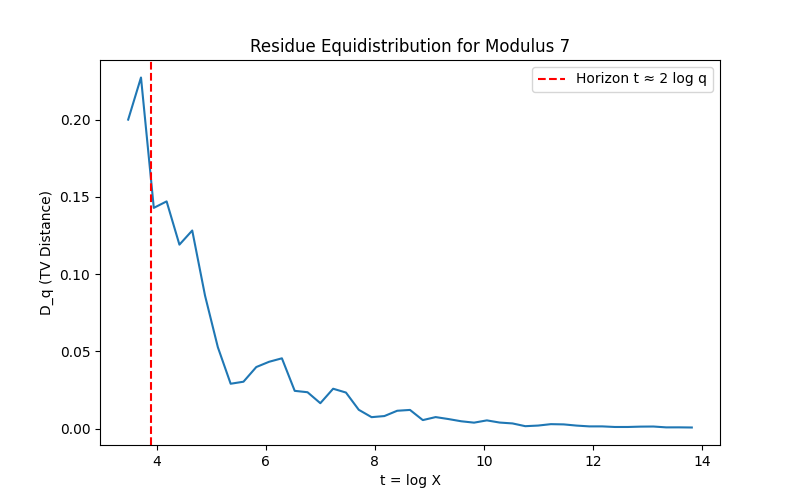 Residue Equidistribution for Modulus 7
Horizon t ≈ 2 log q
D_q (TV Distance)
0.20
0.15
0.10
0.05
0.00
4 6 8 10 12 14
t = log X